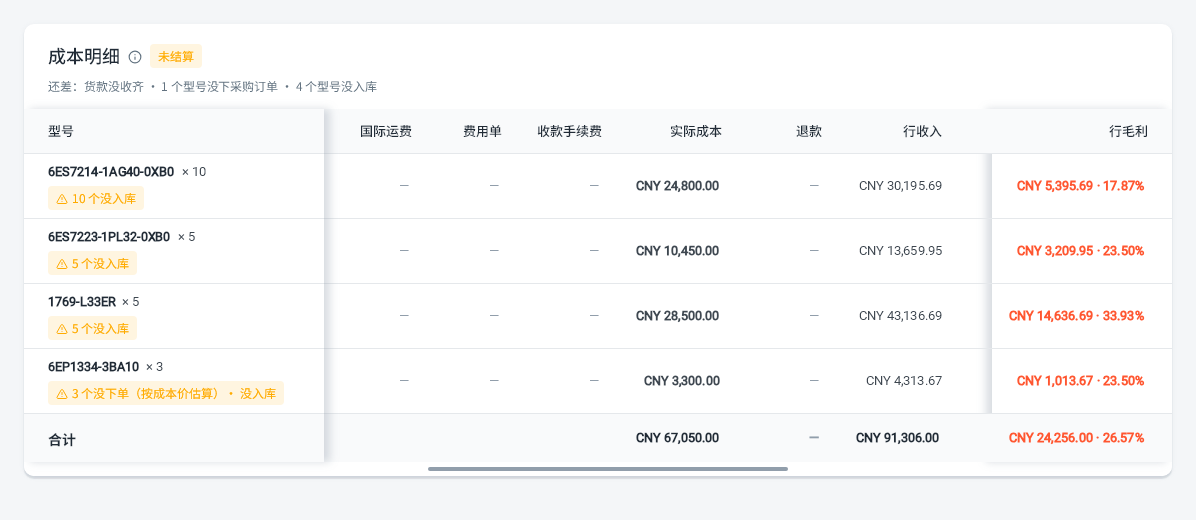 成本明细 未结算
还差：货款没收齐 • 1 个型号没下采购订单 • 4 个型号没入库
型号 国际运费 费用单 收款手续费 实际成本 退款 行收入 行毛利
6ES7214-1AG40-0XB0 × 10
— — — CNY 24,800.00 — CNY 30,195.69 CNY 5,395.69 · 17.87%
10 个没入库
6ES7223-1PL32-0XB0 × 5
— — — CNY 10,450.00 — CNY 13,659.95 CNY 3,209.95 · 23.50%
5 个没入库
1769-L33ER × 5
— — — CNY 28,500.00 — CNY 43,136.69 CNY 14,636.69 · 33.93%
5 个没入库
6EP1334-3BA10 × 3
— — — CNY 3,300.00 — CNY 4,313.67 CNY 1,013.67 · 23.50%
3 个没下单（按成本价估算） • 没入库
合计 CNY 67,050.00 — CNY 91,306.00 CNY 24,256.00 · 26.57%